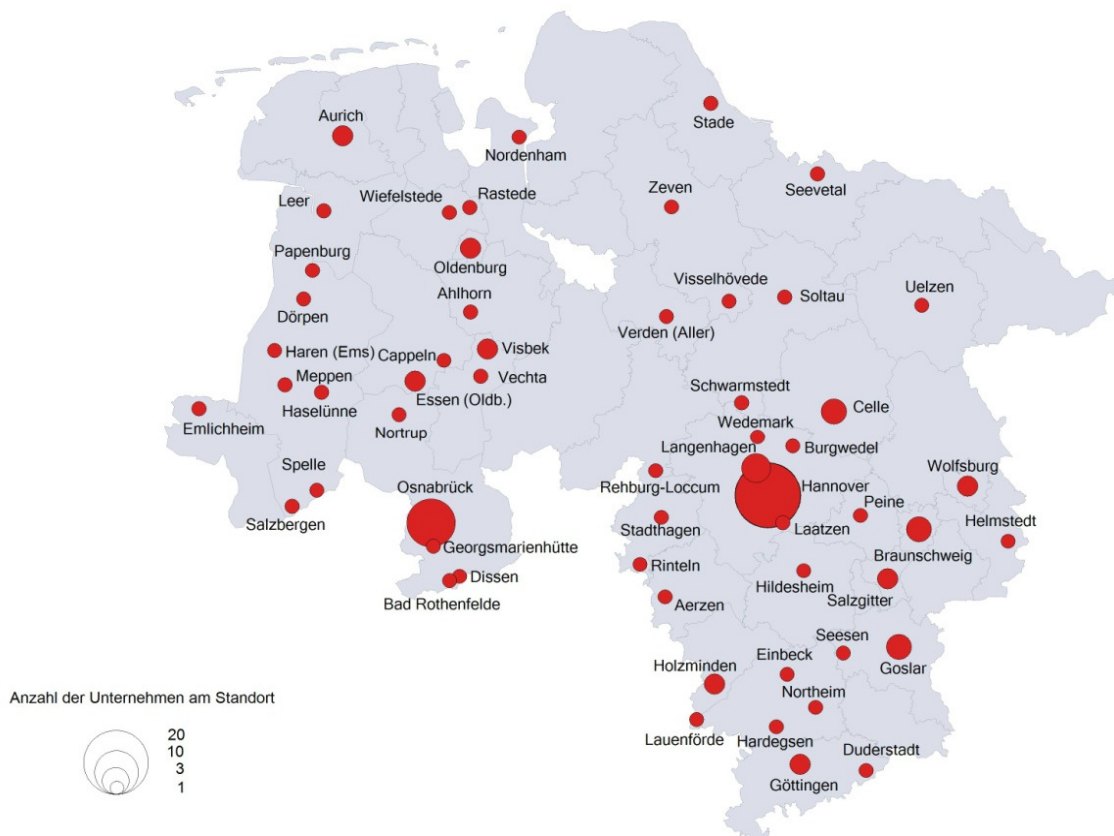 Aurich
Stade
Nordenham
Seevetal
Zeven
Wiefelstede
Rastede
Leer
Papenburg
Oldenburg
Visselhövede
Soltau
Uelzen
Ahlhorn
Dörpen
Verden (Aller)
Haren (Ems)
Cappeln
Visbek
Meppen
Vechta
Haselünne
Essen (Oldb.)
Schwarmstedt
Celle
Emlichheim
Nortrup
Wedemark
Burgwedel
Langenhagen
Spelle
Rehburg-Loccum
Hannover
Wolfsburg
Osnabrück
Peine
Salzbergen
Stadthagen
Laatzen
Helmstedt
Georgsmarienhütte
Braunschweig
Rinteln
Dissen
Hildesheim
Salzgitter
Bad Rothenfelde
Aerzen
Seesen
Einbeck
Goslar
Holzminden
Northeim
Lauenförde
Hardegsen
Duderstadt
Göttingen
Anzahl der Unternehmen am Standort
20
10
3
1